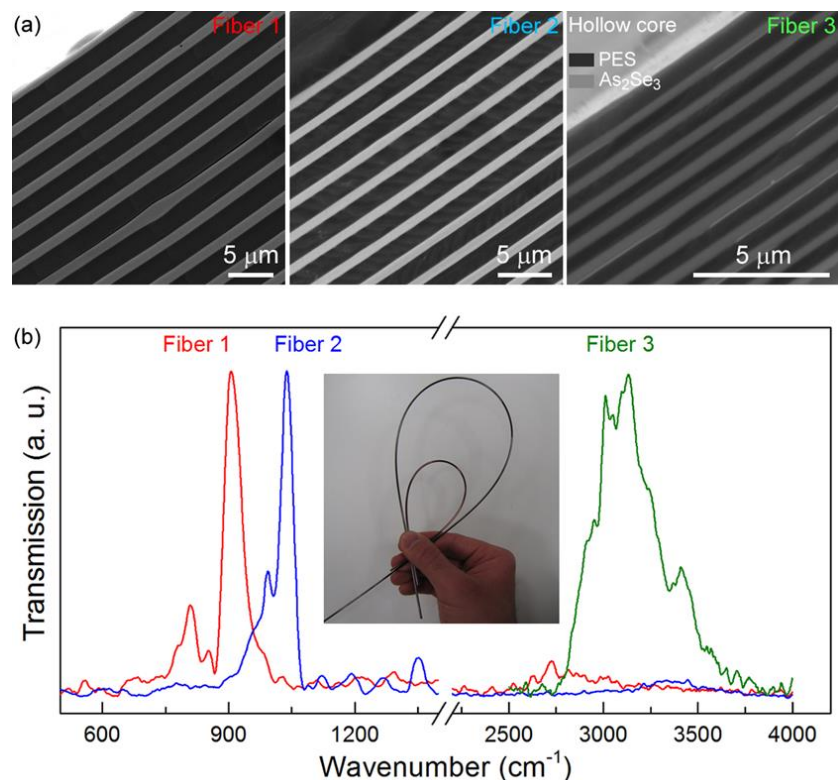 (a)
Fiber 1
Fiber 2
Hollow core
Fiber 3
PES
As₂Se₃
5 μm
5 μm
5 μm
(b)
Fiber 1
Fiber 2
Fiber 3
Transmission (a. u.)
600
900
1200
2500
3000
3500
4000
Wavenumber (cm⁻¹)